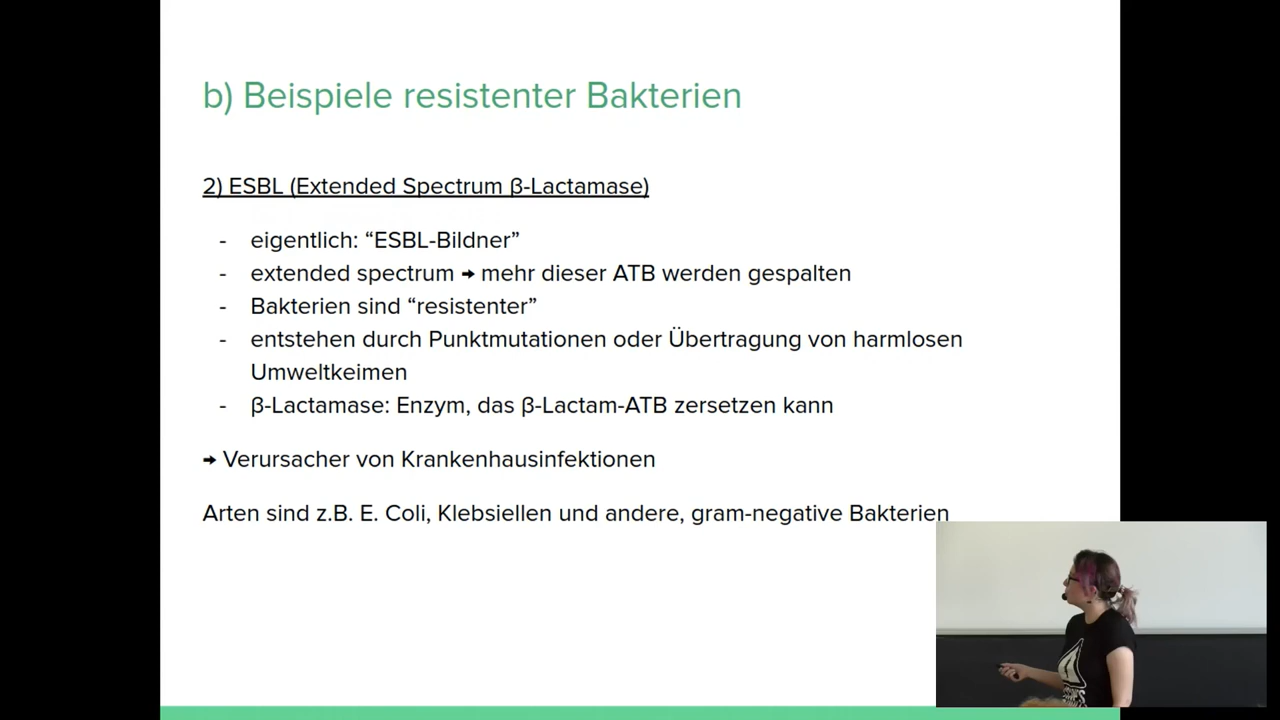 b) Beispiele resistenter Bakterien
2) ESBL (Extended Spectrum β-Lactamase)
- eigentlich: “ESBL-Bildner”
- extended spectrum → mehr dieser ATB werden gespalten
- Bakterien sind “resistenter”
- entstehen durch Punktmutationen oder Übertragung von harmlosen
Umweltkeimen
- β-Lactamase: Enzym, das β-Lactam-ATB zersetzen kann
→ Verursacher von Krankenhausinfektionen
Arten sind z.B. E. Coli, Klebsiellen und andere, gram-negative Bakterien